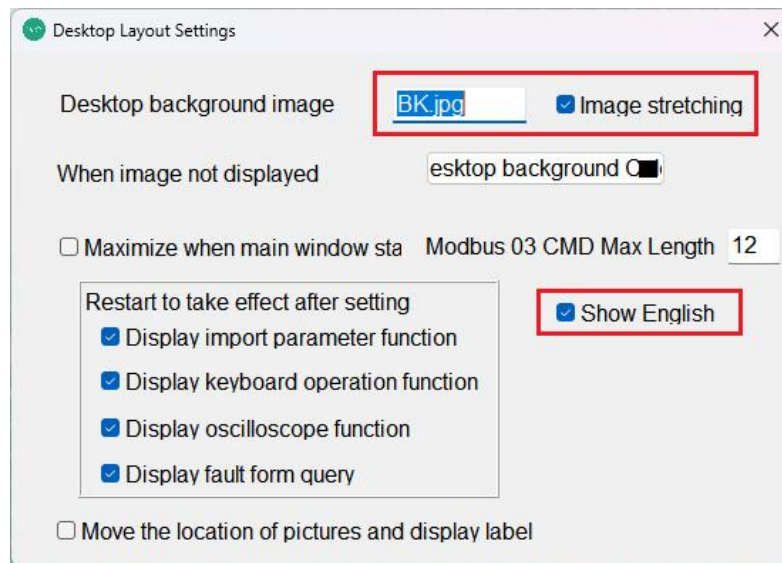 Desktop Layout Settings
Desktop background image BK.jpg Image stretching
When image not displayed esktop background
Maximize when main window sta Modbus 03 CMD Max Length 12
Restart to take effect after setting
Show English
Display import parameter function
Display keyboard operation function
Display oscilloscope function
Display fault form query
Move the location of pictures and display label